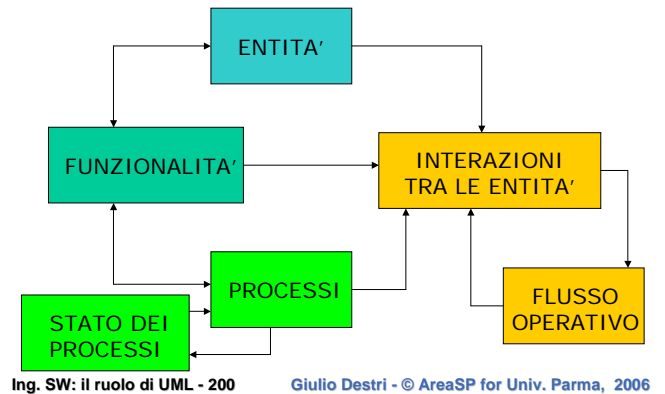 ENTITA'
FUNZIONALITA'
INTERAZIONI
TRA LE ENTITA'
PROCESSI
STATO DEI
PROCESSI
FLUSSO
OPERATIVO
Ing. SW: il ruolo di UML - 200 Giulio Destri - © AreaSP for Univ. Parma, 2006